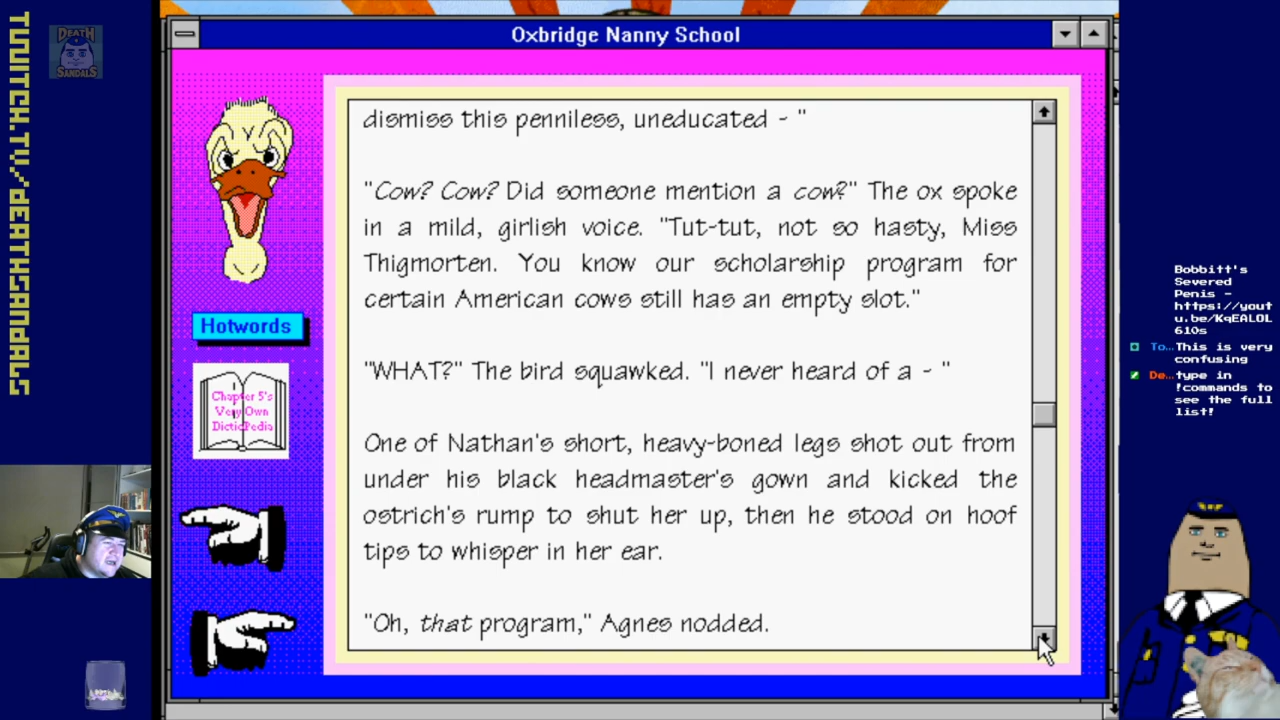 TWITCH.TV/DEATHSANDALS
DEATH
SANDALS
Oxbridge Nanny School
dismiss this penniless, uneducated - "
"Cow? Cow? Did someone mention a cow?" The ox spoke
in a mild, girlish voice. "Tut-tut, not so hasty, Miss
Thigmorten. You know our scholarship program for
certain American cows still has an empty slot."
"WHAT?" The bird squawked. "I never heard of a - "
One of Nathan's short, heavy-boned legs shot out from
under his black headmaster's gown and kicked the
ostrich's rump to shut her up, then he stood on hoof
tips to whisper in her ear.
"Oh, that program," Agnes nodded.
Hotwords
Chapter 5's
Very Own
DicticPedia
Bobbitt's
Severed
Penis -
https://yout
u.be/KqEALOL
610s
To... This is very
confusing
De... type in
!commands to
see the full
list!